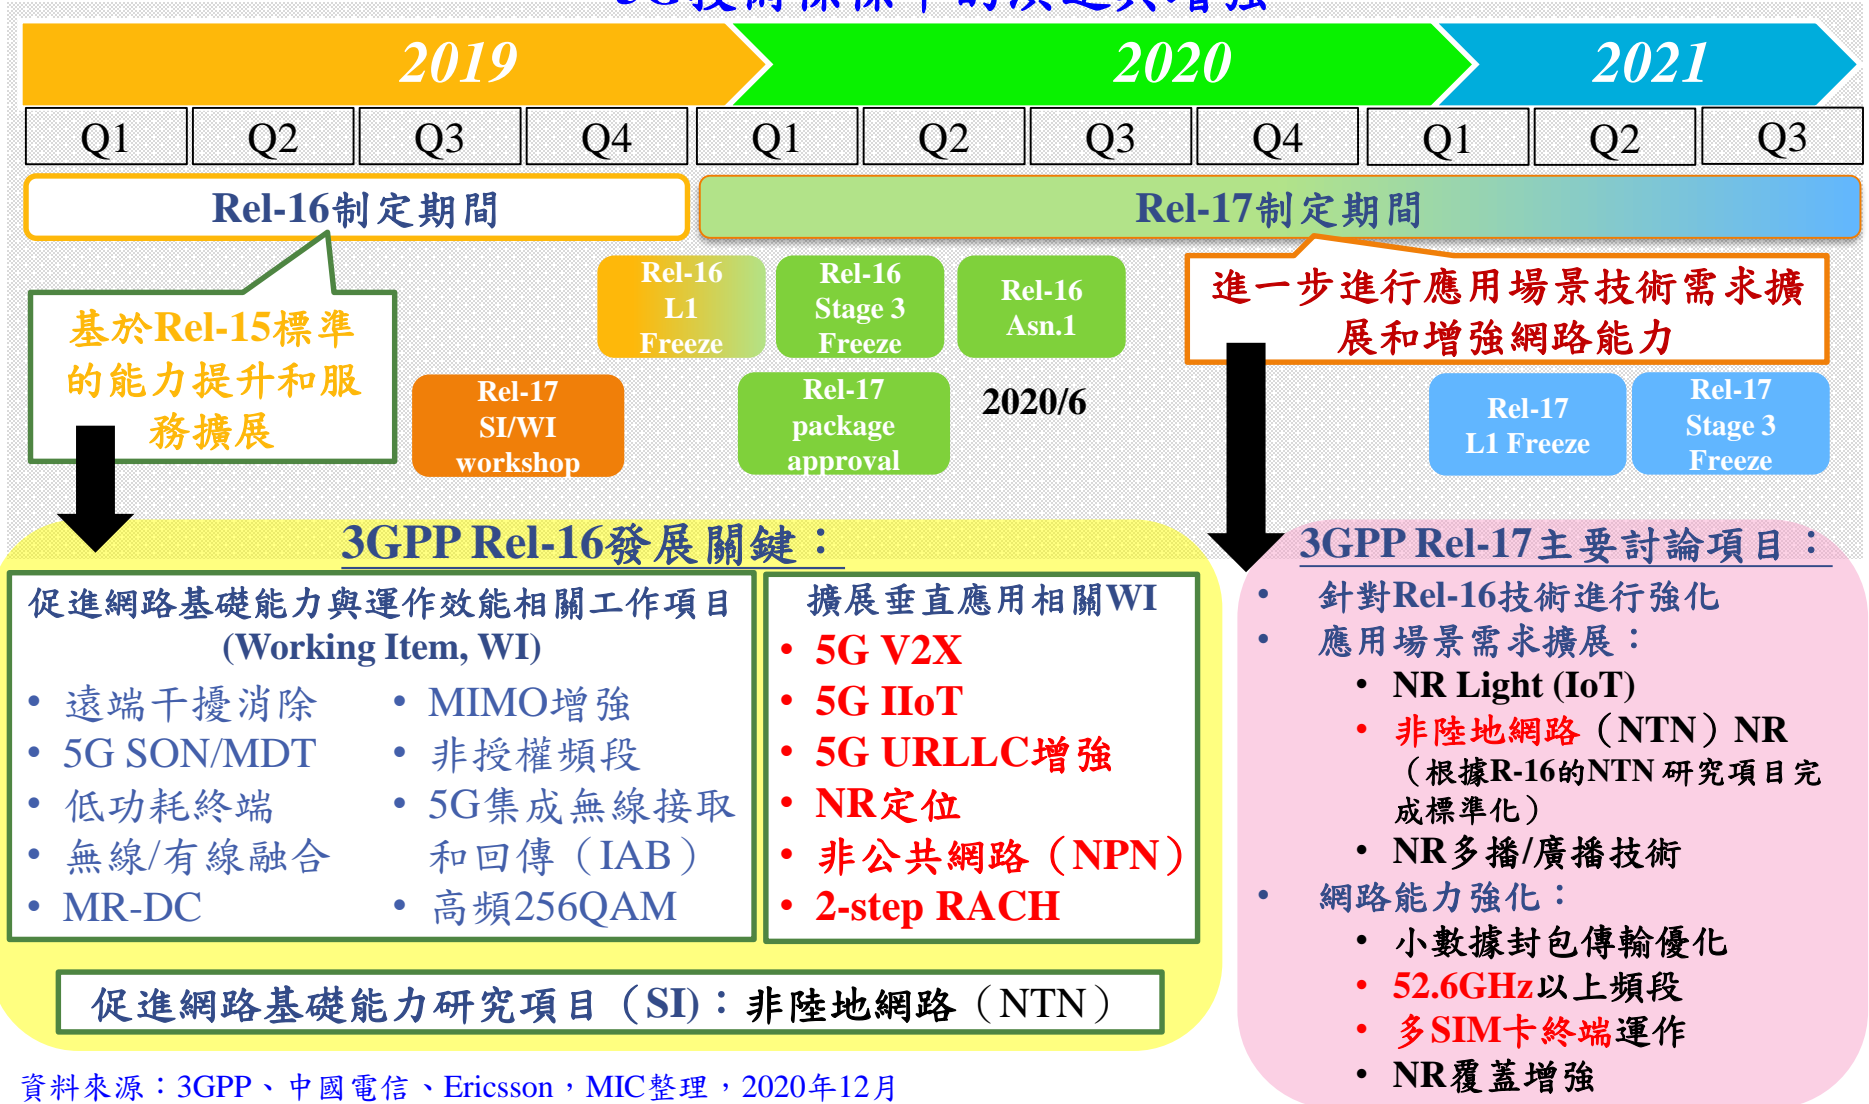 2019
2020
2021
Q1
Q2
Q3
Q4
Q1
Q2
Q3
Q4
Q1
Q2
Q3
Rel-16制定期間
Rel-17制定期間
基於Rel-15標準
的能力提升和服
務擴展
Rel-16
L1
Freeze
Rel-16
Stage 3
Freeze
Rel-16
Asn.1
進一步進行應用場景技術需求擴
展和增強網路能力
Rel-17
SI/WI
workshop
Rel-17
package
approval
2020/6
Rel-17
L1 Freeze
Rel-17
Stage 3
Freeze
3GPP Rel-16發展關鍵：
促進網路基礎能力與運作效能相關工作項目
(Working Item, WI)
• 遠端干擾消除
• 5G SON/MDT
• 低功耗終端
• 無線/有線融合
• MR-DC
• MIMO增強
• 非授權頻段
• 5G集成無線接取
和回傳（IAB）
• 高頻256QAM
擴展垂直應用相關WI
• 5G V2X
• 5G IIoT
• 5G URLLC增強
• NR定位
• 非公共網路（NPN）
• 2-step RACH
促進網路基礎能力研究項目（SI)：非陸地網路（NTN）
3GPP Rel-17主要討論項目：
• 針對Rel-16技術進行強化
• 應用場景需求擴展：
• NR Light (IoT)
• 非陸地網路（NTN）NR
（根據R-16的NTN 研究項目完
成標準化）
• NR多播/廣播技術
• 網路能力強化：
• 小數據封包傳輸優化
• 52.6GHz以上頻段
• 多SIM卡終端運作
• NR覆蓋增強
資料來源：3GPP、中國電信、Ericsson，MIC整理，2020年12月